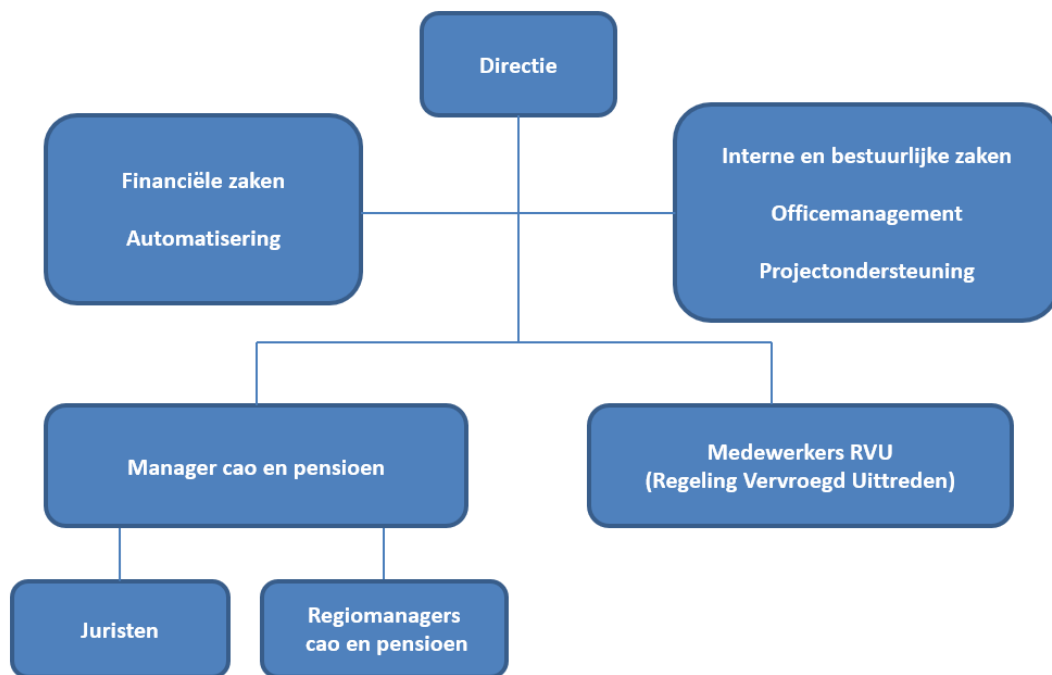 Directie
Financiële zaken
Automatisering
Interne en bestuurlijke zaken
Officemanagement
Projectondersteuning
Manager cao en pensioen
Medewerkers RVU
(Regeling Vervroegd Uittreden)
Juristen
Regiomanagers
cao en pensioen